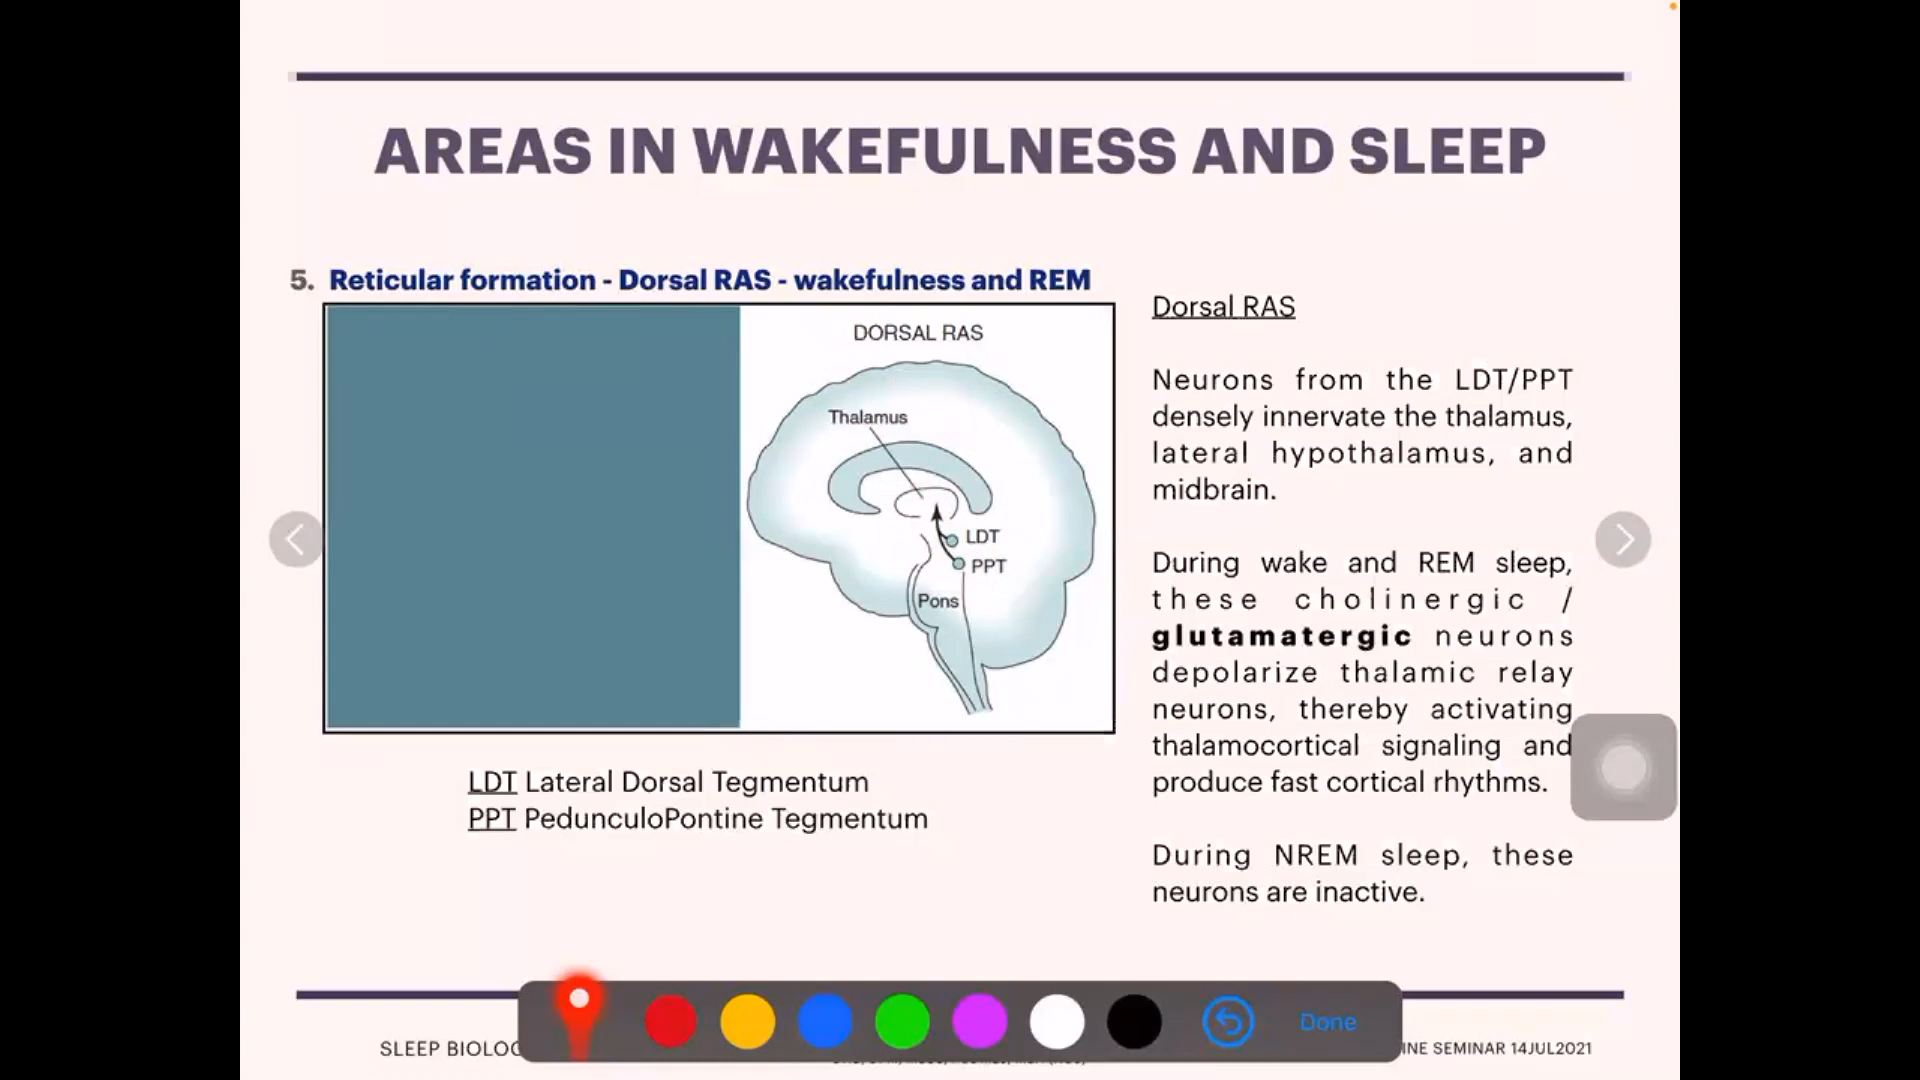 AREAS IN WAKEFULNESS AND SLEEP
5. Reticular formation - Dorsal RAS - wakefulness and REM
DORSAL RAS
Thalamus
LDT
PPT
Pons
LDT Lateral Dorsal Tegmentum
PPT PedunculoPontine Tegmentum
Dorsal RAS
Neurons from the LDT/PPT
densely innervate the thalamus,
lateral hypothalamus, and
midbrain.
During wake and REM sleep,
these cholinergic /
glutamatergic neurons
depolarize thalamic relay
neurons, thereby activating
thalamocortical signaling and
produce fast cortical rhythms.
During NREM sleep, these
neurons are inactive.
Done
SLEEP
SEMINAR 14JUL2021